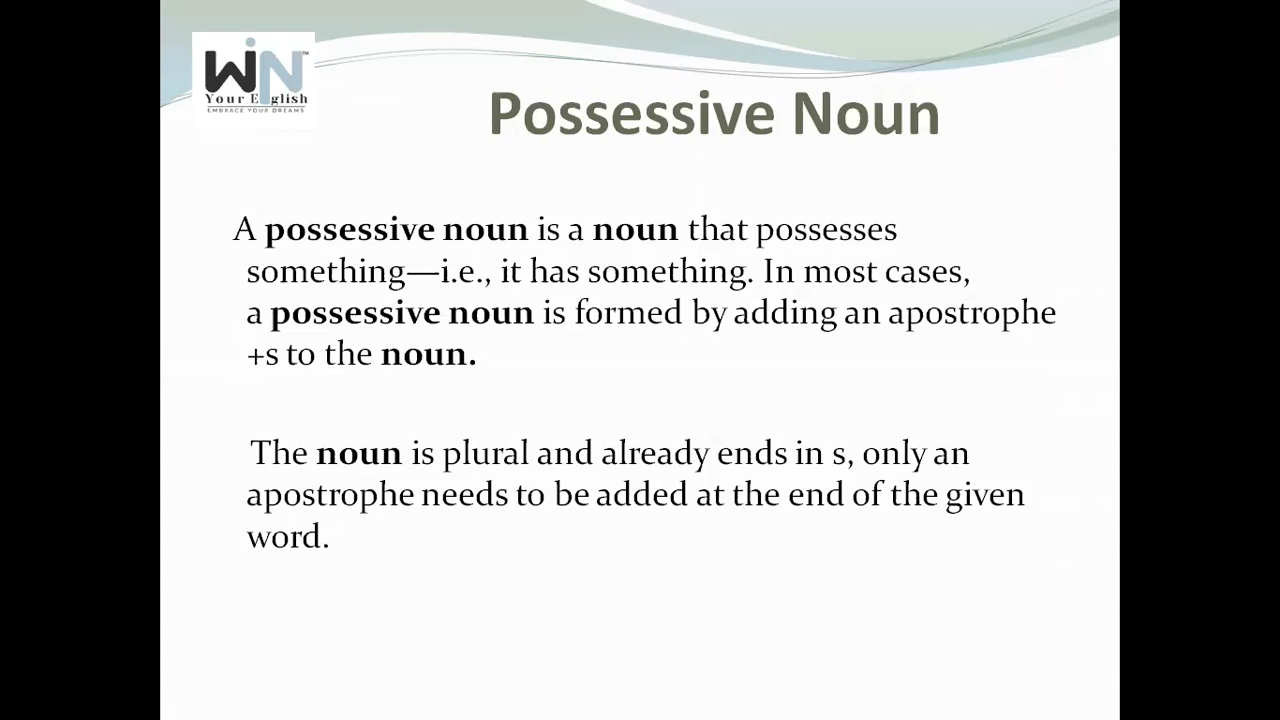 WiN™
Your English
EMBRACE YOUR DREAMS
Possessive Noun
A possessive noun is a noun that possesses
something—i.e., it has something. In most cases,
a possessive noun is formed by adding an apostrophe
+s to the noun.
The noun is plural and already ends in s, only an
apostrophe needs to be added at the end of the given
word.